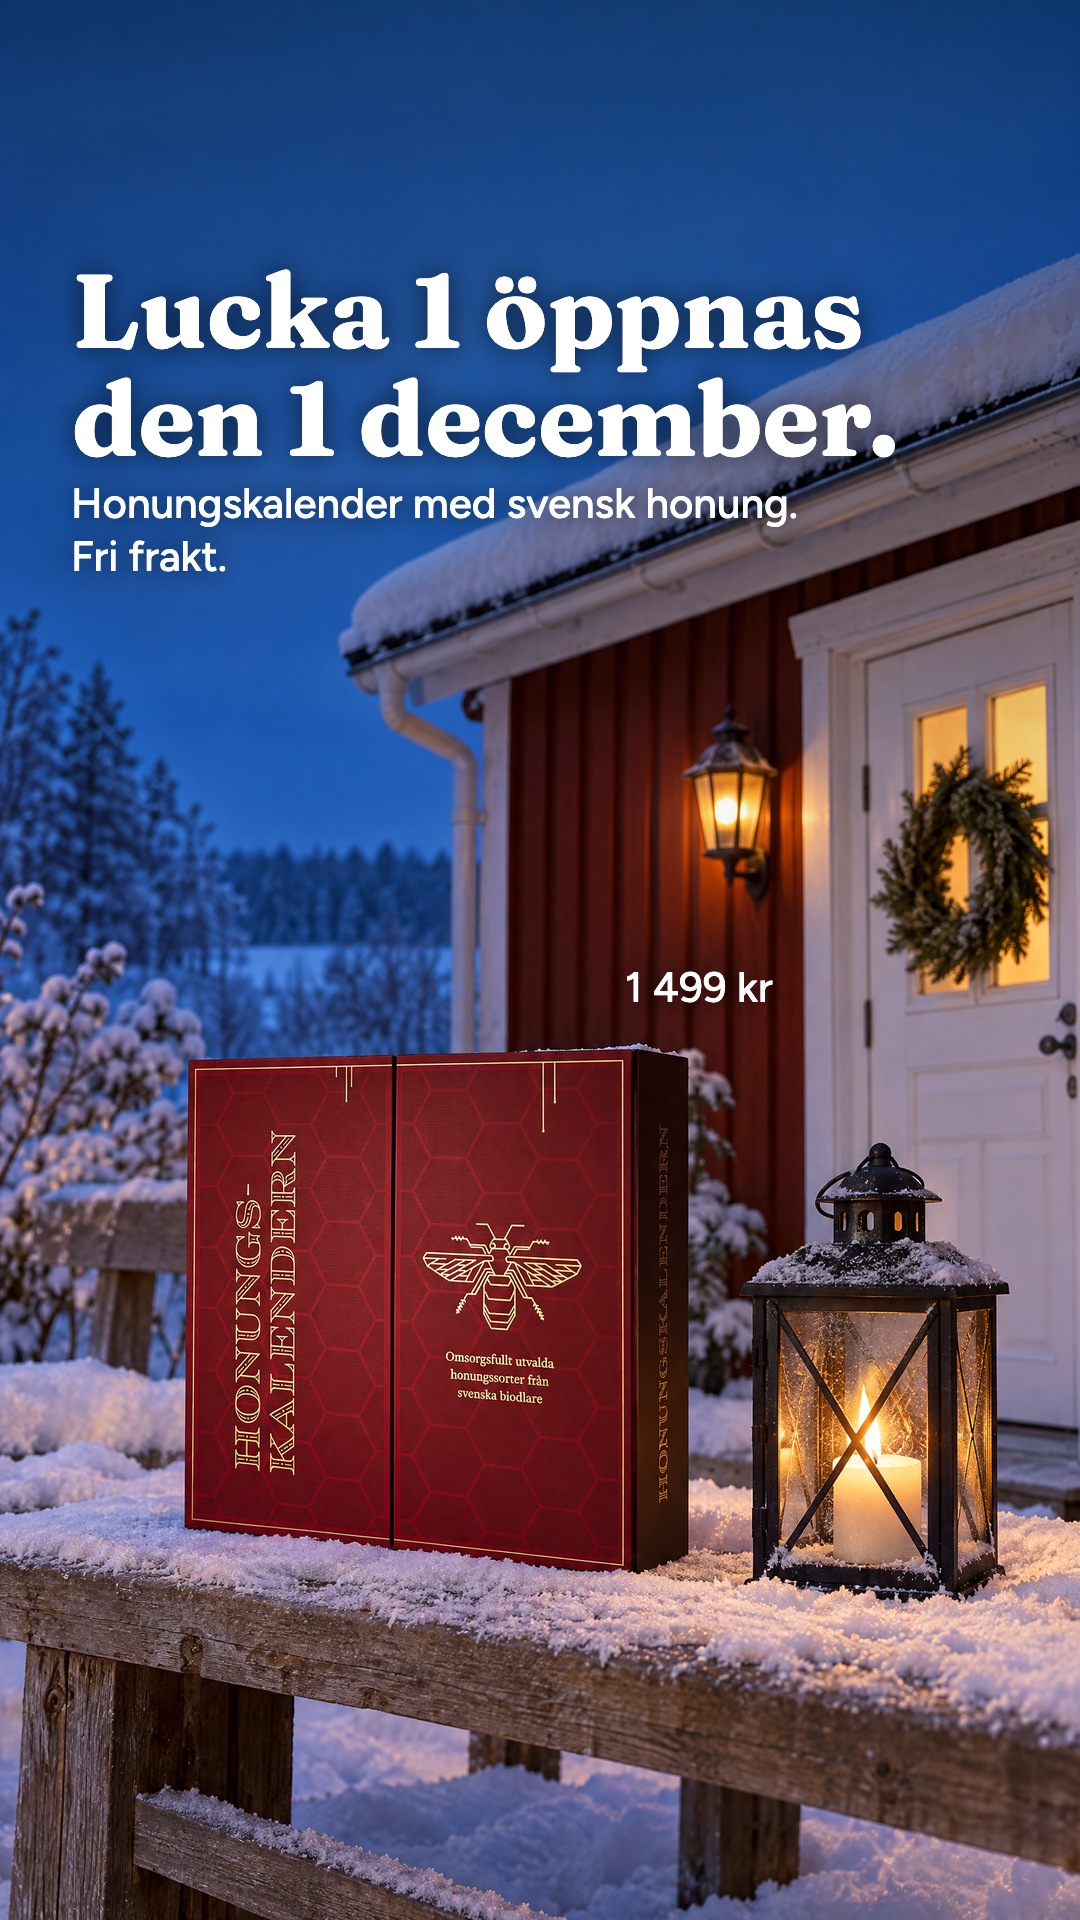 Lucka 1 öppnas
den 1 december.
Honungskalender med svensk honung.
Fri frakt.
1 499 kr
HONUNGS-
KALENDERN
Omsorgsfullt utvalda
honungssorter från
svenska biodlare
HONUNGSKALENDERN